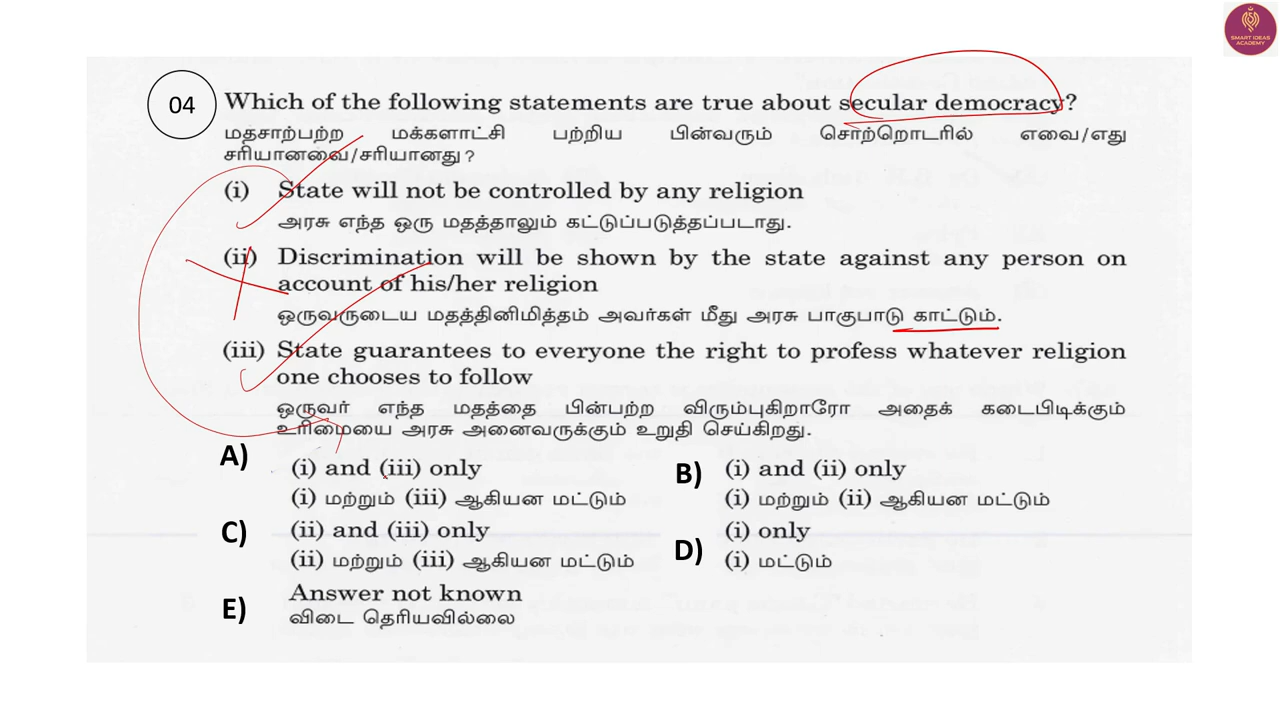 SMART IDEAS
ACADEMY
04
Which of the following statements are true about secular democracy?
மதசாற்பற்ற மக்களாட்சி பற்றிய பின்வரும் சொற்றொடரில் எவை/எது
சரியானவை/சரியானது?
(i) State will not be controlled by any religion
அரசு எந்த ஒரு மதத்தாலும் கட்டுப்படுத்தப்படாது.
(ii) Discrimination will be shown by the state against any person on
account of his/her religion
ஒருவருடைய மதத்தினிமித்தம் அவர்கள் மீது அரசு பாகுபாடு காட்டும்.
(iii) State guarantees to everyone the right to profess whatever religion
one chooses to follow
ஒருவர் எந்த மதத்தை பின்பற்ற விரும்புகிறாரோ அதைக் கடைபிடிக்கும்
உரிமையை அரசு அனைவருக்கும் உறுதி செய்கிறது.
A) (i) and (iii) only
(i) மற்றும் (iii) ஆகியன மட்டும்
B) (i) and (ii) only
(i) மற்றும் (ii) ஆகியன மட்டும்
C) (ii) and (iii) only
(ii) மற்றும் (iii) ஆகியன மட்டும்
D) (i) only
(i) மட்டும்
E) Answer not known
விடை தெரியவில்லை